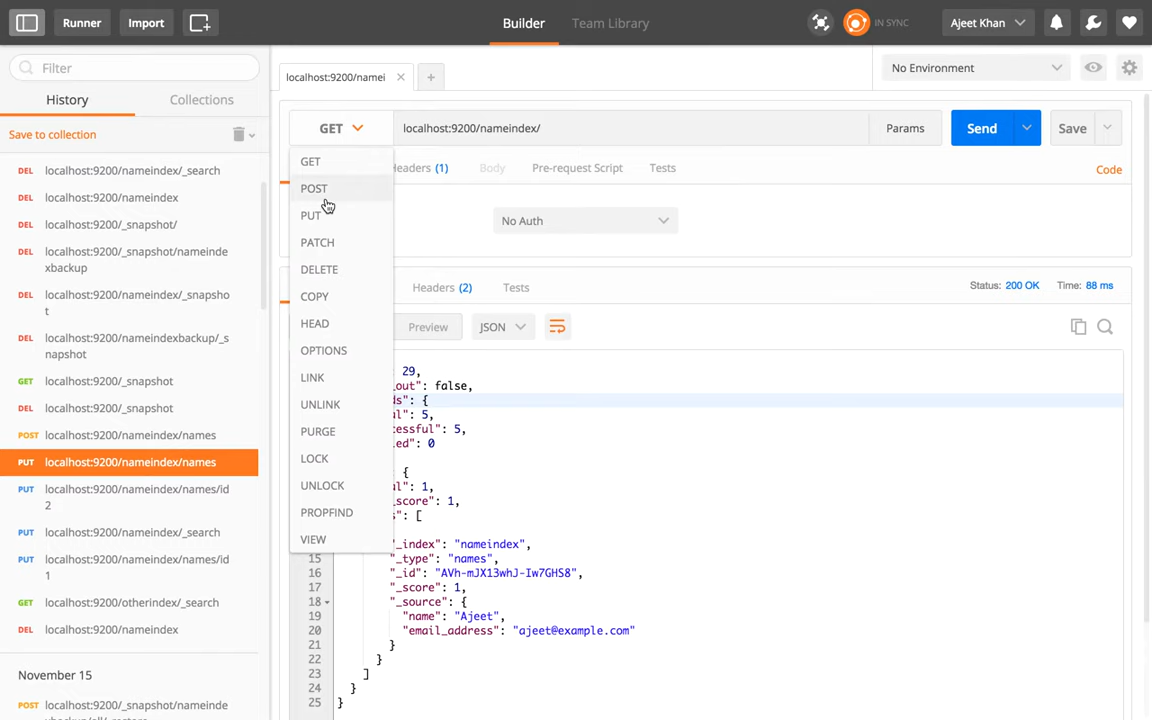 Runner
Import
Builder
Team Library
IN SYNC
Ajeet Khan
Filter
History
Collections
Save to collection
DEL localhost:9200/nameindex/_search
DEL localhost:9200/nameindex
DEL localhost:9200/_snapshot/
DEL localhost:9200/_snapshot/nameinde
xbackup
DEL localhost:9200/nameindex/_snapsho
t
DEL localhost:9200/nameindexbackup/_s
napshot
GET localhost:9200/_snapshot
DEL localhost:9200/_snapshot
POST localhost:9200/nameindex/names
PUT localhost:9200/nameindex/names
PUT localhost:9200/nameindex/names/id
2
PUT localhost:9200/nameindex/_search
PUT localhost:9200/nameindex/names/id
1
GET localhost:9200/otherindex/_search
PUT localhost:9200/nameindex
November 15
POST localhost:9200/_snapshot/nameinde
localhost:9200/namei
No Environment
GET
localhost:9200/nameindex/
Params
Send
Save
GET
POST
PUT
PATCH
DELETE
COPY
HEAD
OPTIONS
LINK
UNLINK
PURGE
LOCK
UNLOCK
PROPFIND
VIEW
Headers (1)
Body
Pre-request Script
Tests
Code
No Auth
Headers (2)
Tests
Status: 200 OK
Time: 88 ms
Preview
JSON
29,
_out": false,
ds": {
ul": 5,
essful": 5,
ed": 0
{
ul": 1,
score": 1,
s": [
"_index": "nameindex",
15 "_type": "names",
16 "_id": "AVh-mJX13whJ-Iw7GHS8",
17 "_score": 1,
18 "_source": {
19 "name": "Ajeet",
20 "email_address": "ajeet@example.com"
21 }
22 }
23 ]
24 }
25 }